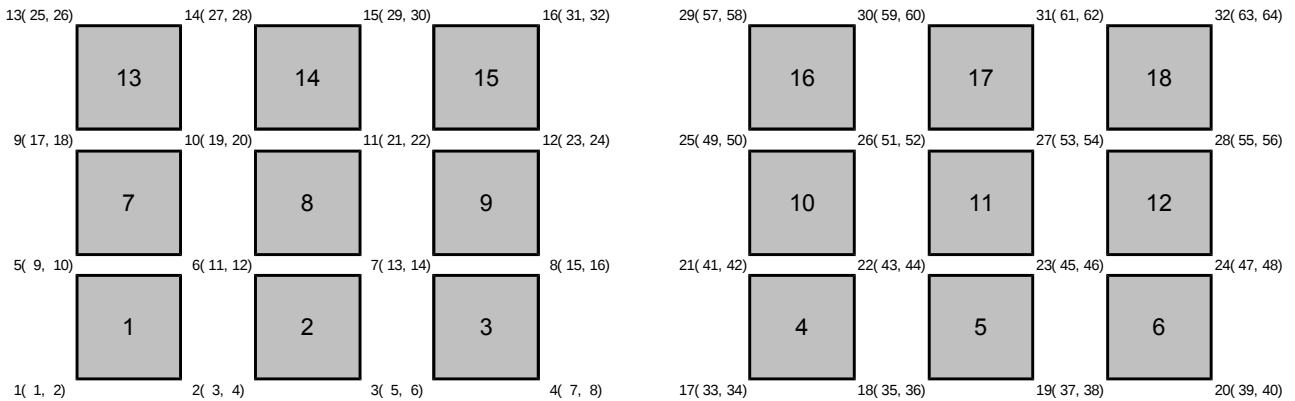 13( 25, 26) 14( 27, 28) 15( 29, 30) 16( 31, 32) 29( 57, 58) 30( 59, 60) 31( 61, 62) 32( 63, 64)
13 14 15 16 17 18
9( 17, 18) 10( 19, 20) 11( 21, 22) 12( 23, 24) 25( 49, 50) 26( 51, 52) 27( 53, 54) 28( 55, 56)
7 8 9 10 11 12
5( 9, 10) 6( 11, 12) 7( 13, 14) 8( 15, 16) 21( 41, 42) 22( 43, 44) 23( 45, 46) 24( 47, 48)
1 2 3 4 5 6
1( 1, 2) 2( 3, 4) 3( 5, 6) 4( 7, 8) 17( 33, 34) 18( 35, 36) 19( 37, 38) 20( 39, 40)